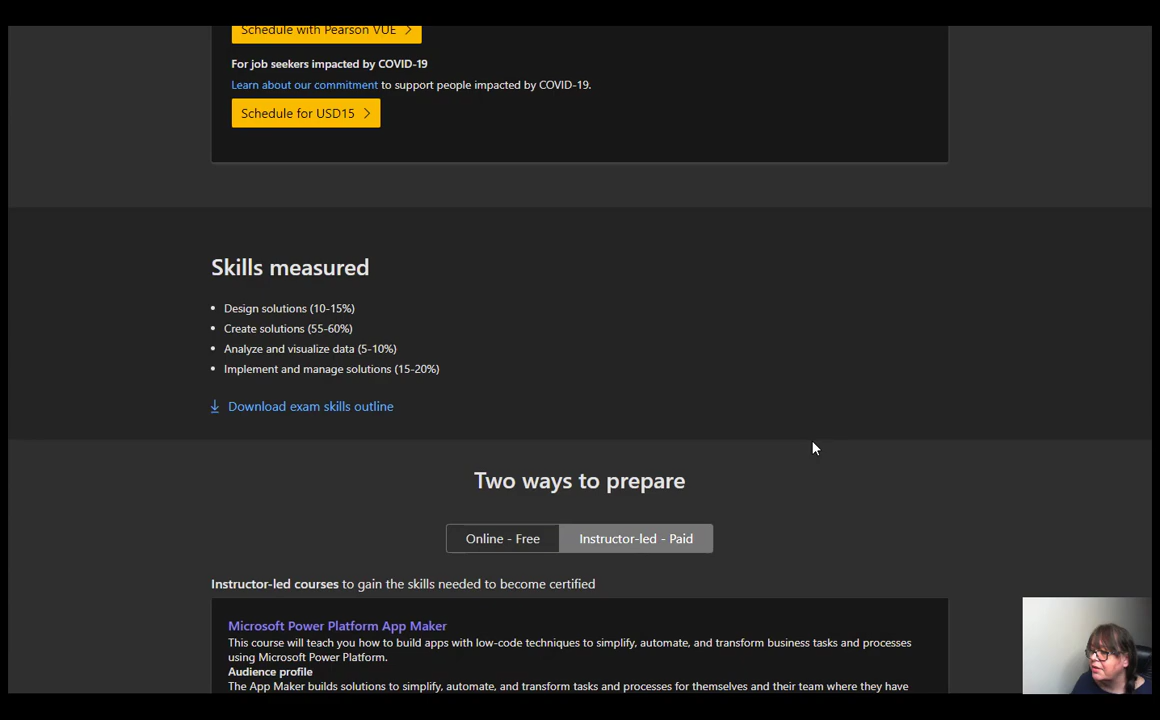 Schedule with Pearson VUE
For job seekers impacted by COVID-19
Learn about our commitment to support people impacted by COVID-19.
Schedule for USD15
Skills measured
• Design solutions (10-15%)
• Create solutions (55-60%)
• Analyze and visualize data (5-10%)
• Implement and manage solutions (15-20%)
Download exam skills outline
Two ways to prepare
Online - Free
Instructor-led - Paid
Instructor-led courses to gain the skills needed to become certified
Microsoft Power Platform App Maker
This course will teach you how to build apps with low-code techniques to simplify, automate, and transform business tasks and processes
using Microsoft Power Platform.
Audience profile
The App Maker builds solutions to simplify, automate, and transform tasks and processes for themselves and their team where they have